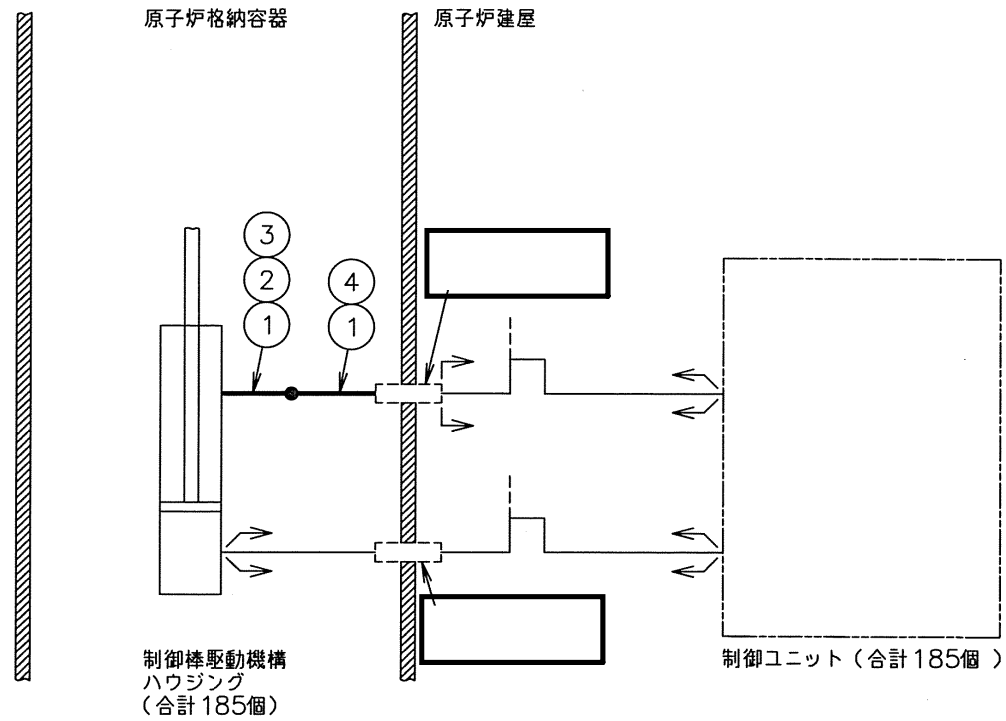 原子炉格納容器
原子炉建屋
3
2
1
4
1
制御棒駆動機構
ハウジング
(合計185個)
制御ユニット(合計185個 )